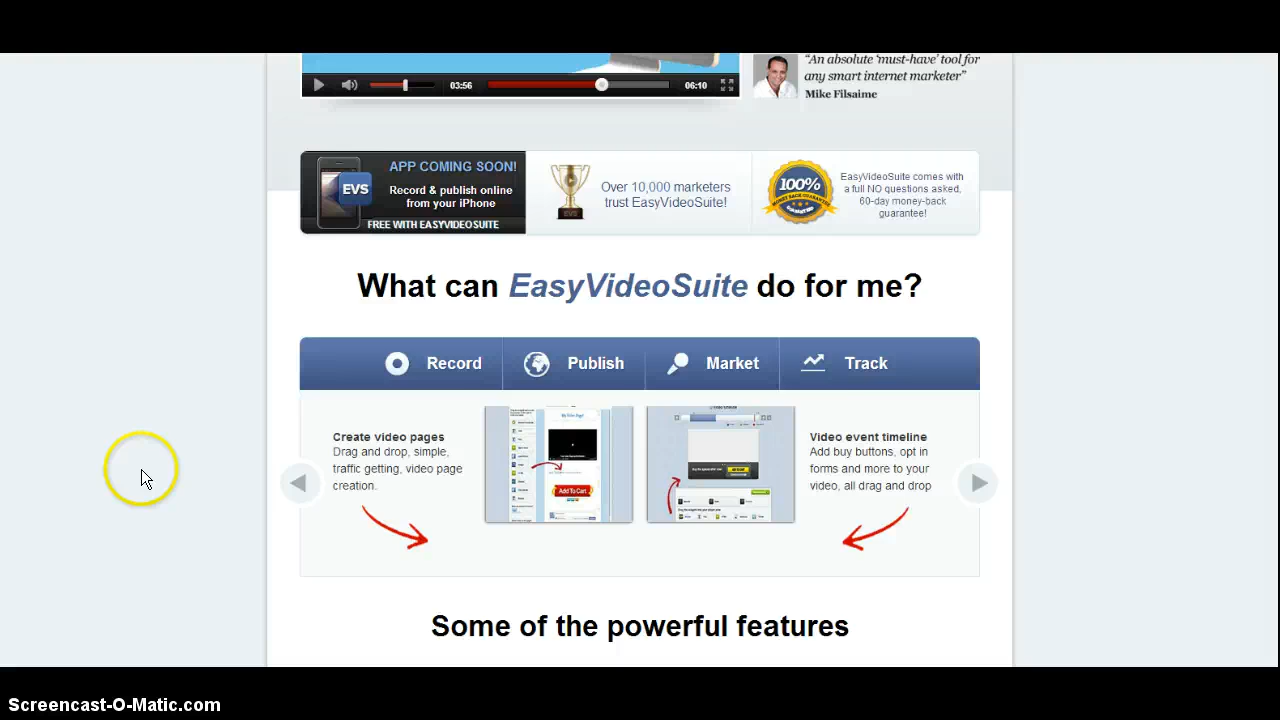 “An absolute ‘must-have’ tool for
any smart internet marketer”
Mike Filsaime
03:56
06:10
APP COMING SOON!
EVS
Record & publish online
from your iPhone
FREE WITH EASYVIDEOSUITE
Over 10,000 marketers
trust EasyVideoSuite!
EVS
100%
EasyVideoSuite comes with
a full NO questions asked,
60-day money-back
guarantee!
What can EasyVideoSuite do for me?
Record
Publish
Market
Track
Create video pages
Drag and drop, simple,
traffic getting, video page
creation.
Add To Cart
Video event timeline
Add buy buttons, opt in
forms and more to your
video, all drag and drop
Some of the powerful features
Screencast-O-Matic.com